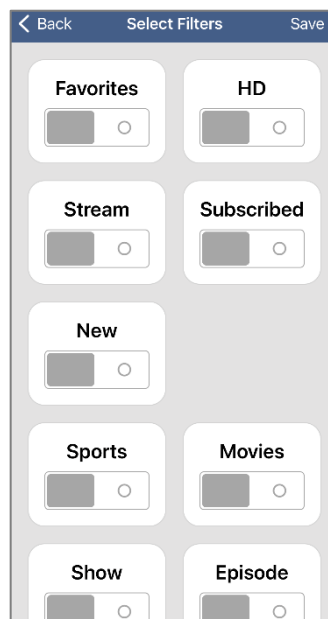 Back Select Filters Save
Favorites HD
Stream Subscribed
New
Sports Movies
Show Episode